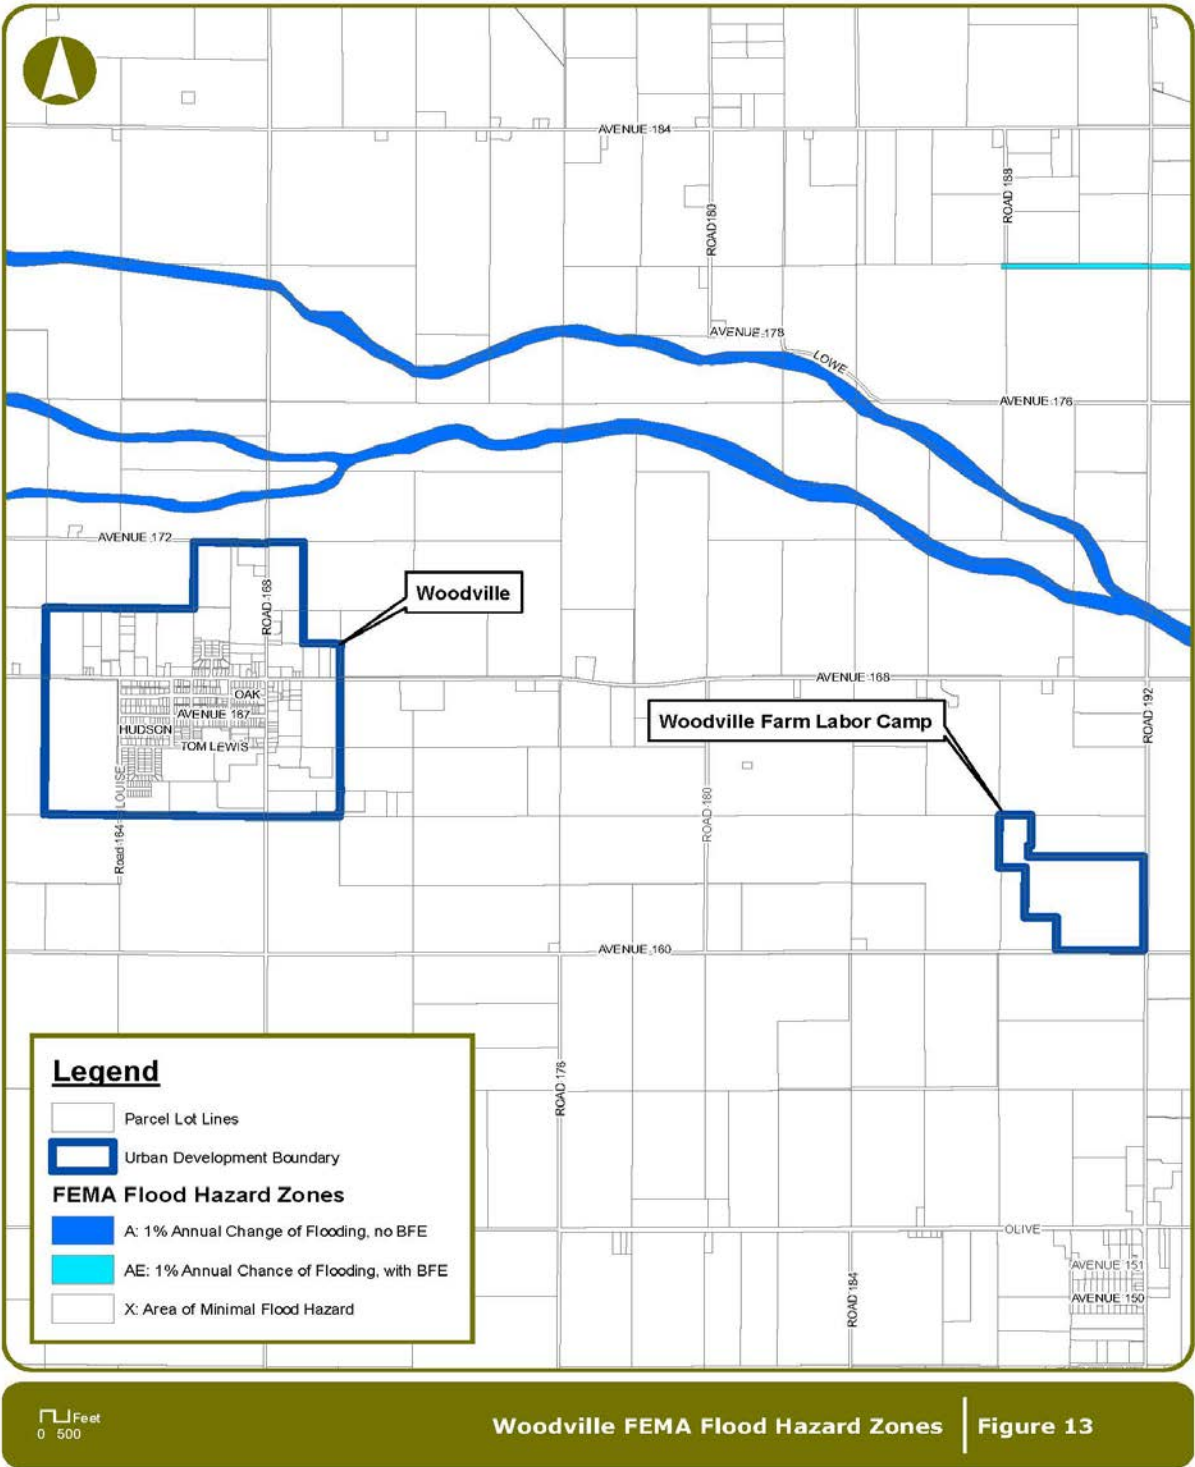 AVENUE 184
ROAD 188
ROAD180
AVENUE 178
LOWE
AVENUE 176
AVENUE 172
ROAD 168
Woodville
AVENUE 168
OAK
AVENUE 167
HUDSON
TOM LEWIS
Woodville Farm Labor Camp
ROAD 192
LOUISE
Road 164
ROAD 180
AVENUE 160
ROAD 176
Legend
Parcel Lot Lines
Urban Development Boundary
FEMA Flood Hazard Zones
A: 1% Annual Change of Flooding, no BFE
AE: 1% Annual Chance of Flooding, with BFE
X: Area of Minimal Flood Hazard
OLIVE
AVENUE 151
AVENUE 150
ROAD 184
Feet
0 500
Woodville FEMA Flood Hazard Zones
Figure 13